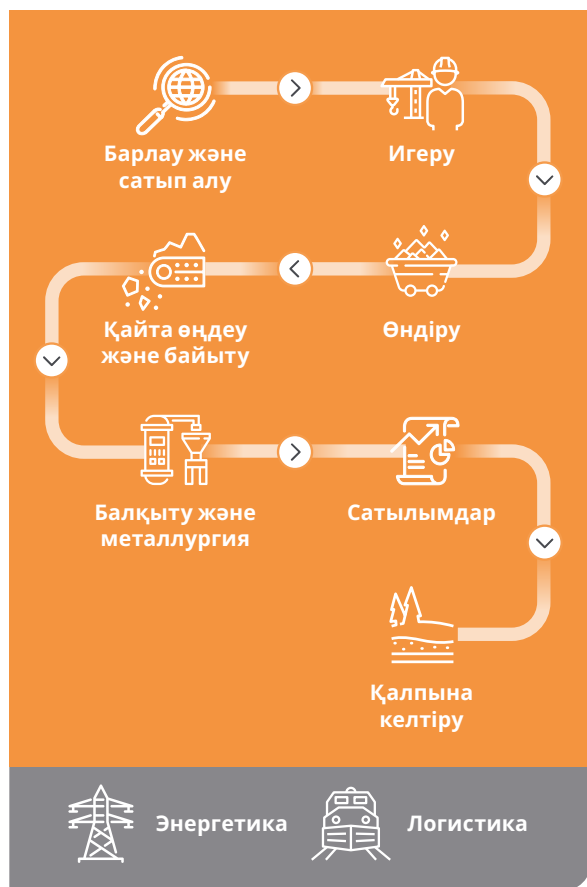 Барлау және
сатып алу
Игеру
Өндіру
Қайта өңдеу
және байыту
Балқыту және
металлургия
Сатылымдар
Қалпына
келтіру
Энергетика
Логистика